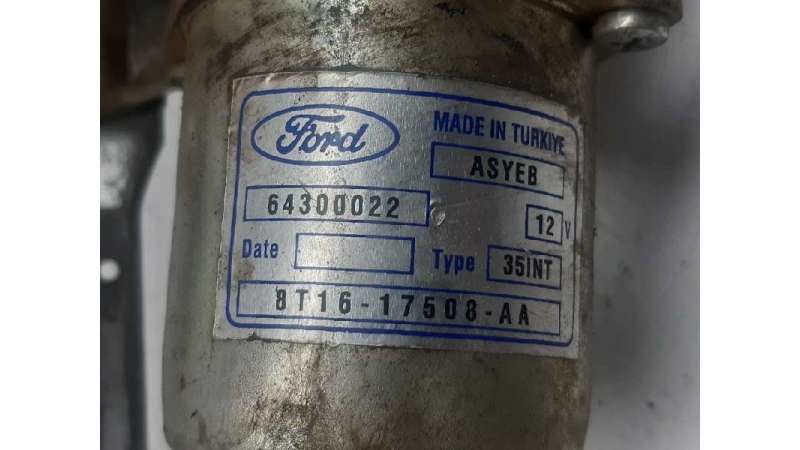 Ford
MADE IN TURKIYE
ASYEB
64300022
12 V
Date
Type 35INT
8T16-17508-AA